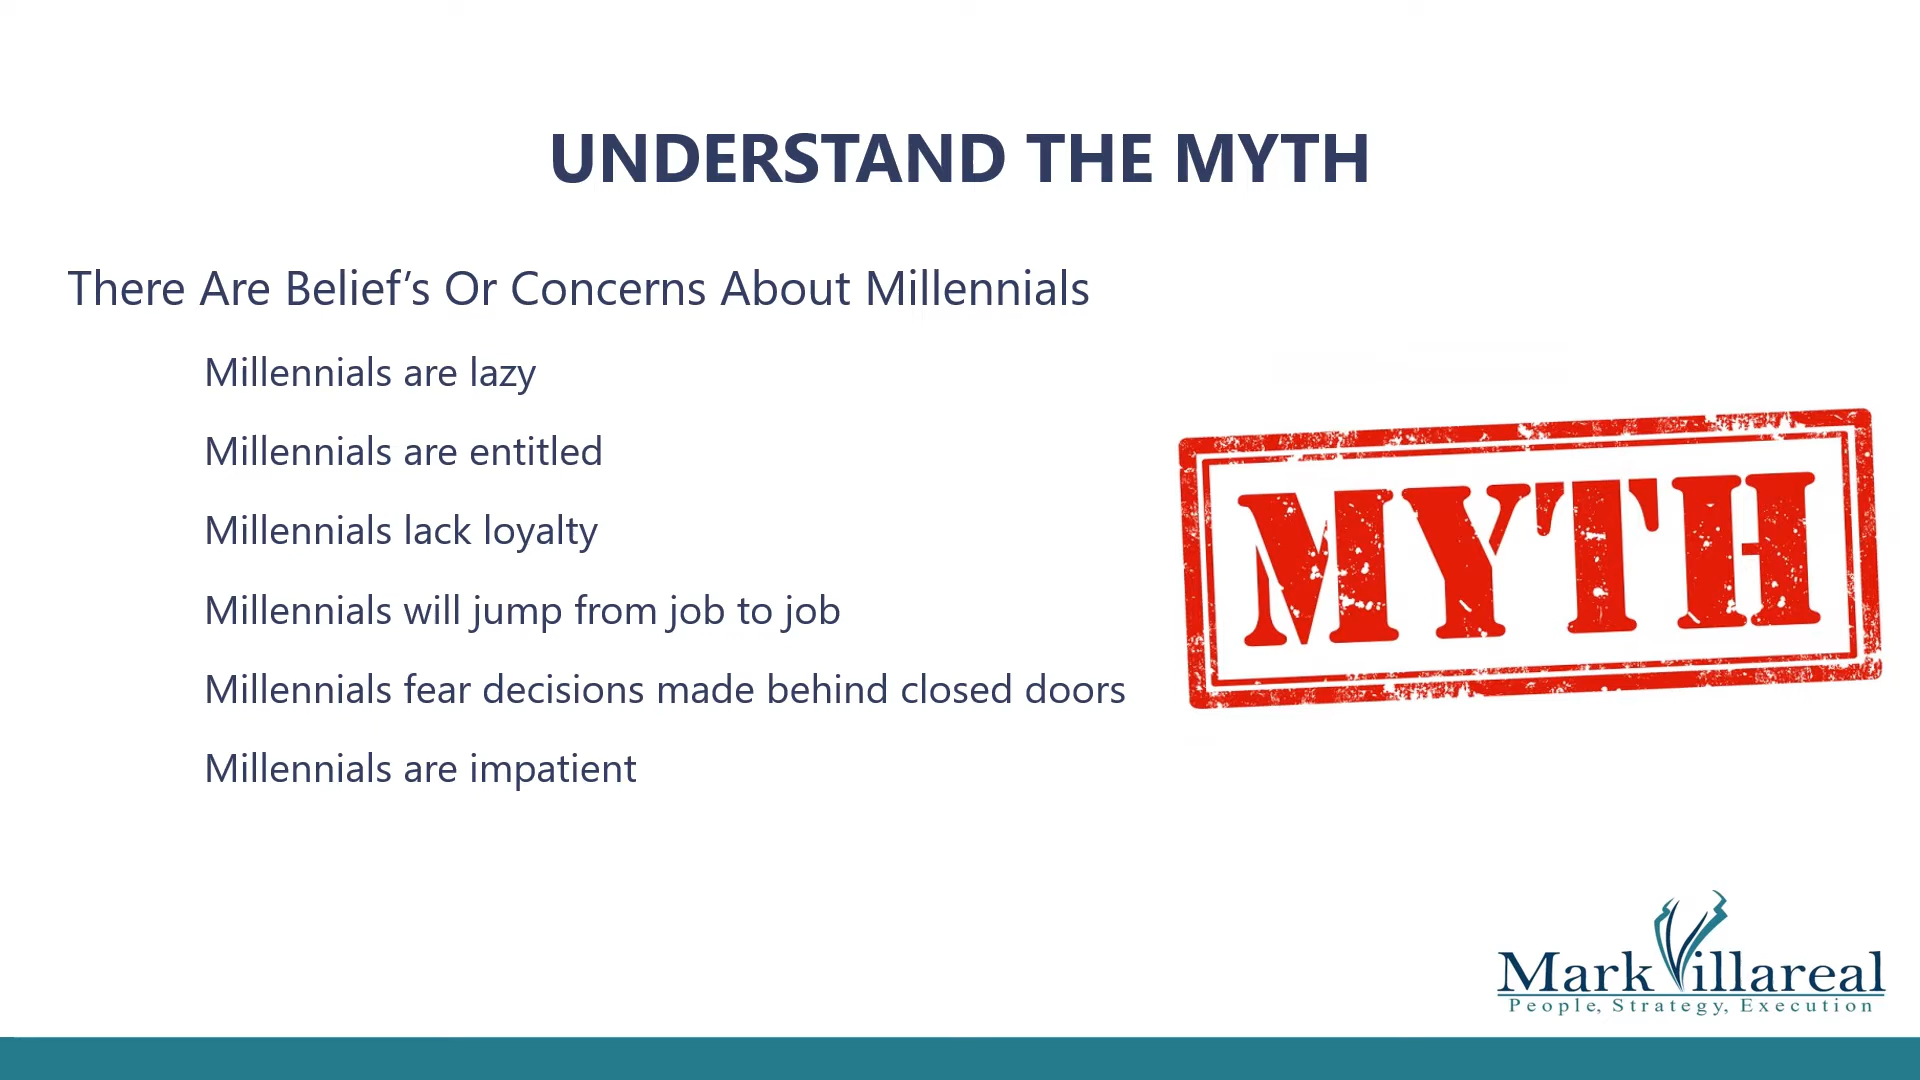 UNDERSTAND THE MYTH
There Are Belief’s Or Concerns About Millennials
Millennials are lazy
Millennials are entitled
Millennials lack loyalty
Millennials will jump from job to job
Millennials fear decisions made behind closed doors
Millennials are impatient
MYTH
Mark Villareal
People, Strategy, Execution